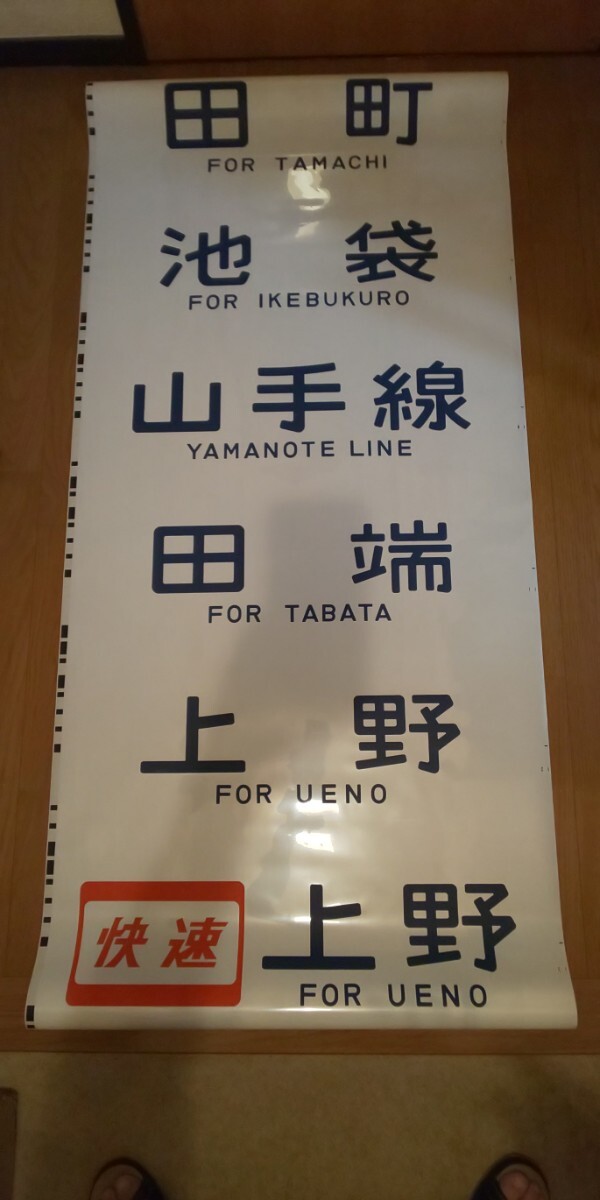 田町
FOR TAMACHI
池袋
FOR IKEBUKURO
山手線
YAMANOTE LINE
田端
FOR TABATA
上野
FOR UENO
快速 上野
FOR UENO